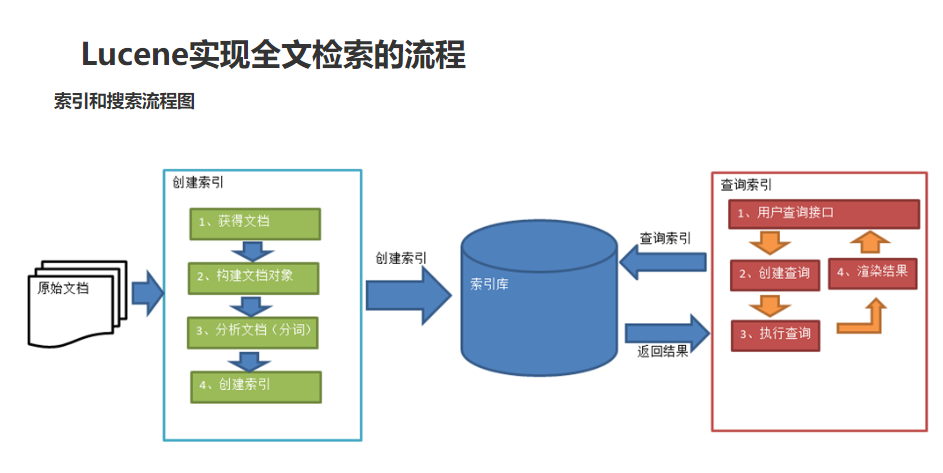 Lucene实现全文检索的流程
索引和搜索流程图
原始文档
创建索引
1、获得文档
2、构建文档对象
3、分析文档（分词）
4、创建索引
创建索引
索引库
查询索引
返回结果
查询索引
1、用户查询接口
2、创建查询
3、执行查询
4、渲染结果